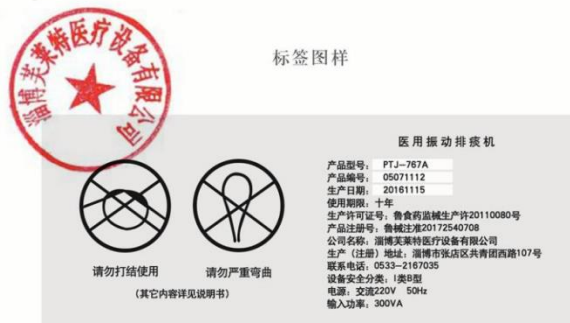 淄博芙莱特医疗设备有限公司
标签图样
医用振动排痰机
产品型号: PTJ-767A
产品编号: 05071112
生产日期: 20161115
使用期限: 十年
生产许可证号: 鲁食药监械生产许20110080号
产品注册号: 鲁械注准20172540708
公司名称: 淄博芙莱特医疗设备有限公司
生产(注册)地址: 淄博市张店区共青团西路107号
联系电话: 0533-2167035
设备安全分类: I类B型
电源: 交流220V 50Hz
输入功率: 300VA
请勿打结使用
请勿严重弯曲
(其它内容详见说明书)